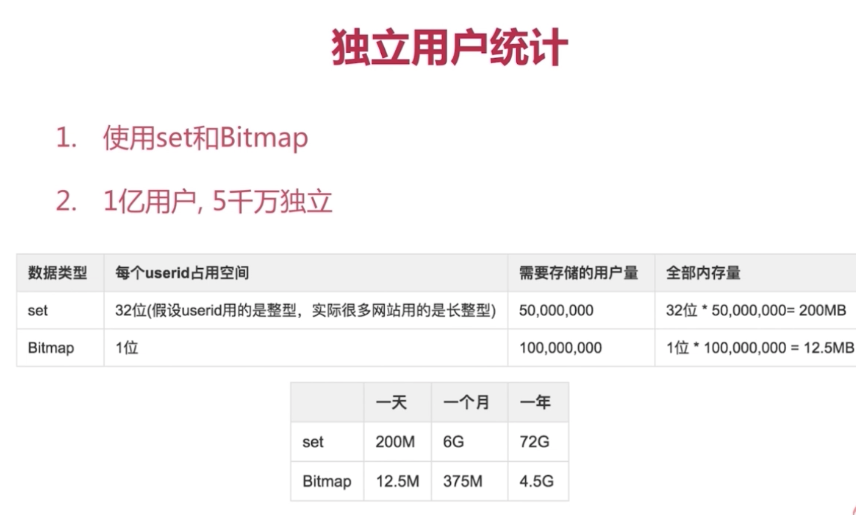 独立用户统计
1. 使用set和Bitmap
2. 1亿用户, 5千万独立
数据类型 每个userid占用空间 需要存储的用户量 全部内存量
set 32位(假设userid用的是整型，实际很多网站用的是长整型) 50,000,000 32位 * 50,000,000= 200MB
Bitmap 1位 100,000,000 1位 * 100,000,000 = 12.5MB
一天 一个月 一年
set 200M 6G 72G
Bitmap 12.5M 375M 4.5G